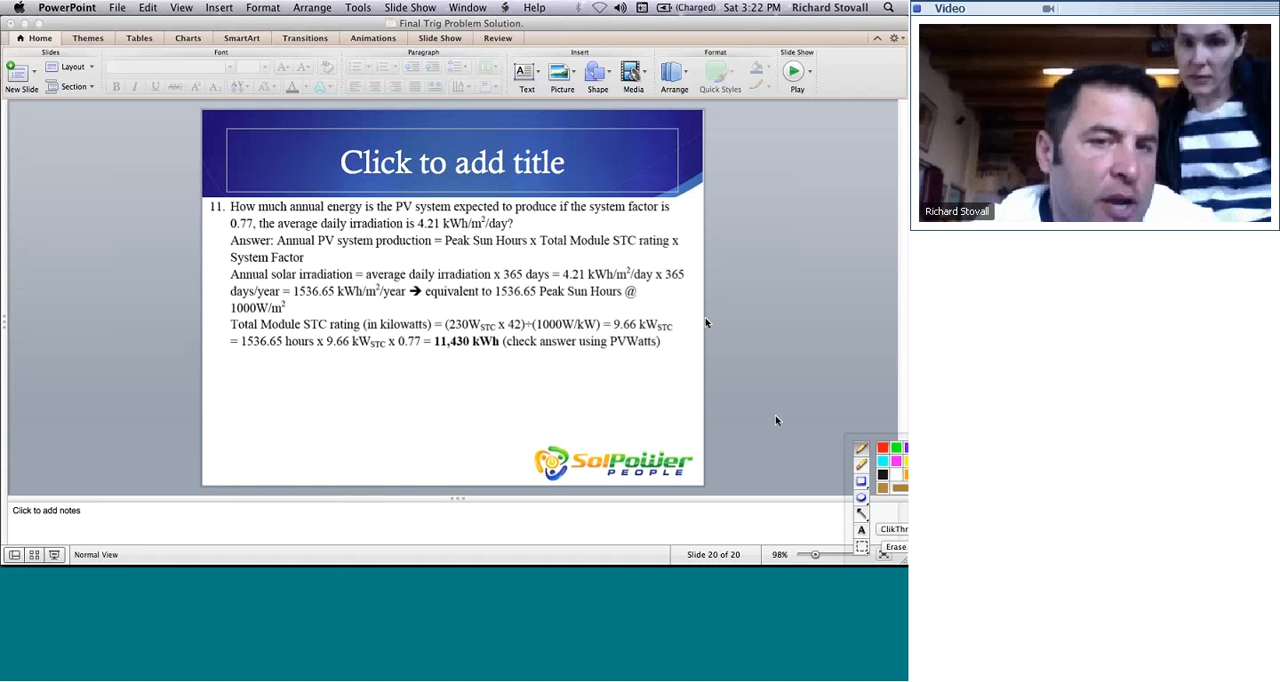 PowerPoint File Edit View Insert Format Arrange Tools Slide Show Window Help (Charged) Sat 3:22 PM Richard Stovall
Final Trig Problem Solution.
Home Themes Tables Charts SmartArt Transitions Animations Slide Show Review
Slides Font Paragraph Insert Format Slide Show
New Slide Layout Section Text Picture Shape Media Arrange Quick Styles Play
Click to add title
11. How much annual energy is the PV system expected to produce if the system factor is
0.77, the average daily irradiation is 4.21 kWh/m²/day?
Answer: Annual PV system production = Peak Sun Hours x Total Module STC rating x
System Factor
Annual solar irradiation = average daily irradiation x 365 days = 4.21 kWh/m²/day x 365
days/year = 1536.65 kWh/m²/year ➔ equivalent to 1536.65 Peak Sun Hours @
1000W/m²
Total Module STC rating (in kilowatts) = (230WSTC x 42)÷(1000W/kW) = 9.66 kWSTC
= 1536.65 hours x 9.66 kWSTC x 0.77 = 11,430 kWh (check answer using PVWatts)
SolPower
PEOPLE
Click to add notes
Normal View Slide 20 of 20 98%
A
ClikThr
Erase
Video
Richard Stovall